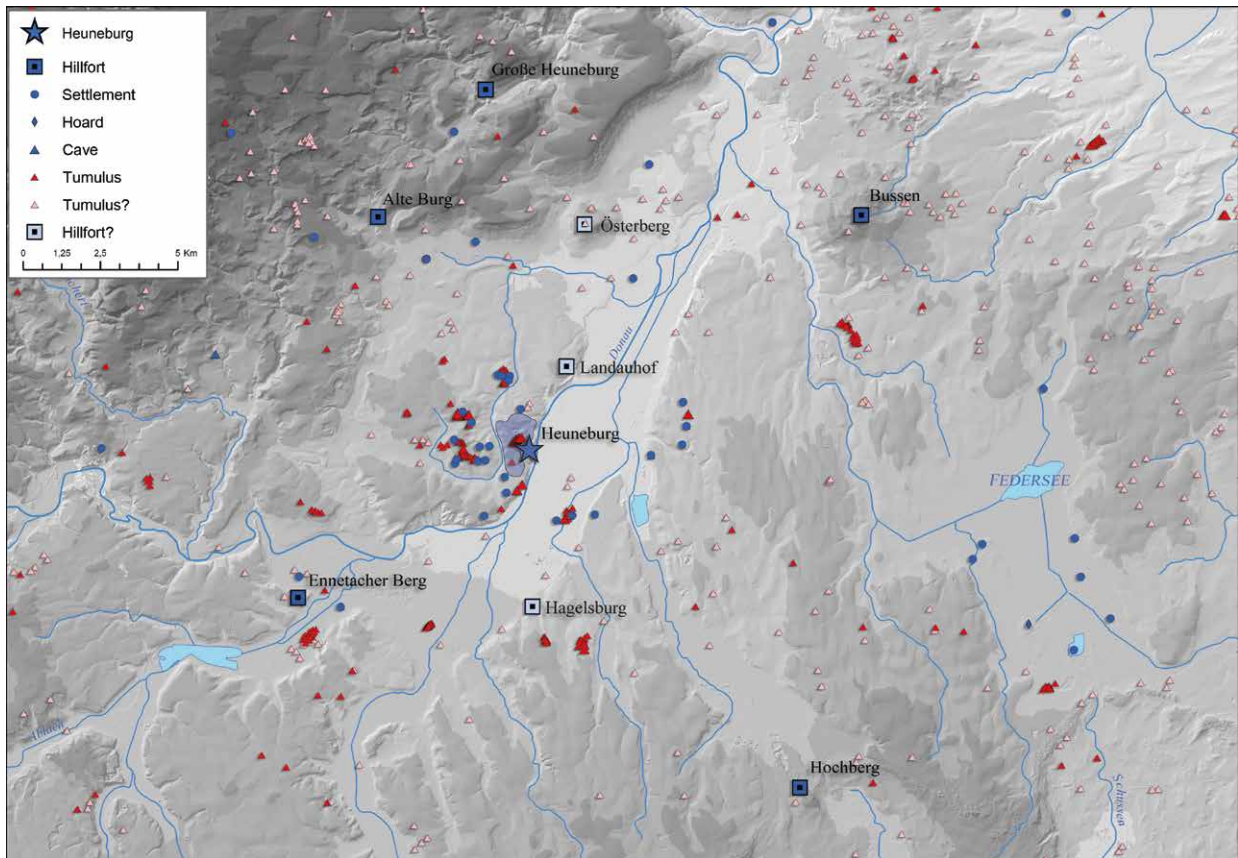 Heuneburg
Hillfort
Settlement
Hoard
Cave
Tumulus
Tumulus?
Hillfort?
0 1,25 2,5 5 Km
Große Heuneburg
Alte Burg
Österberg
Bussen
Donau
Landauhof
Heuneburg
FEDERSEE
Ennetacher Berg
Hagelsburg
Ablach
Hochberg
Schussen